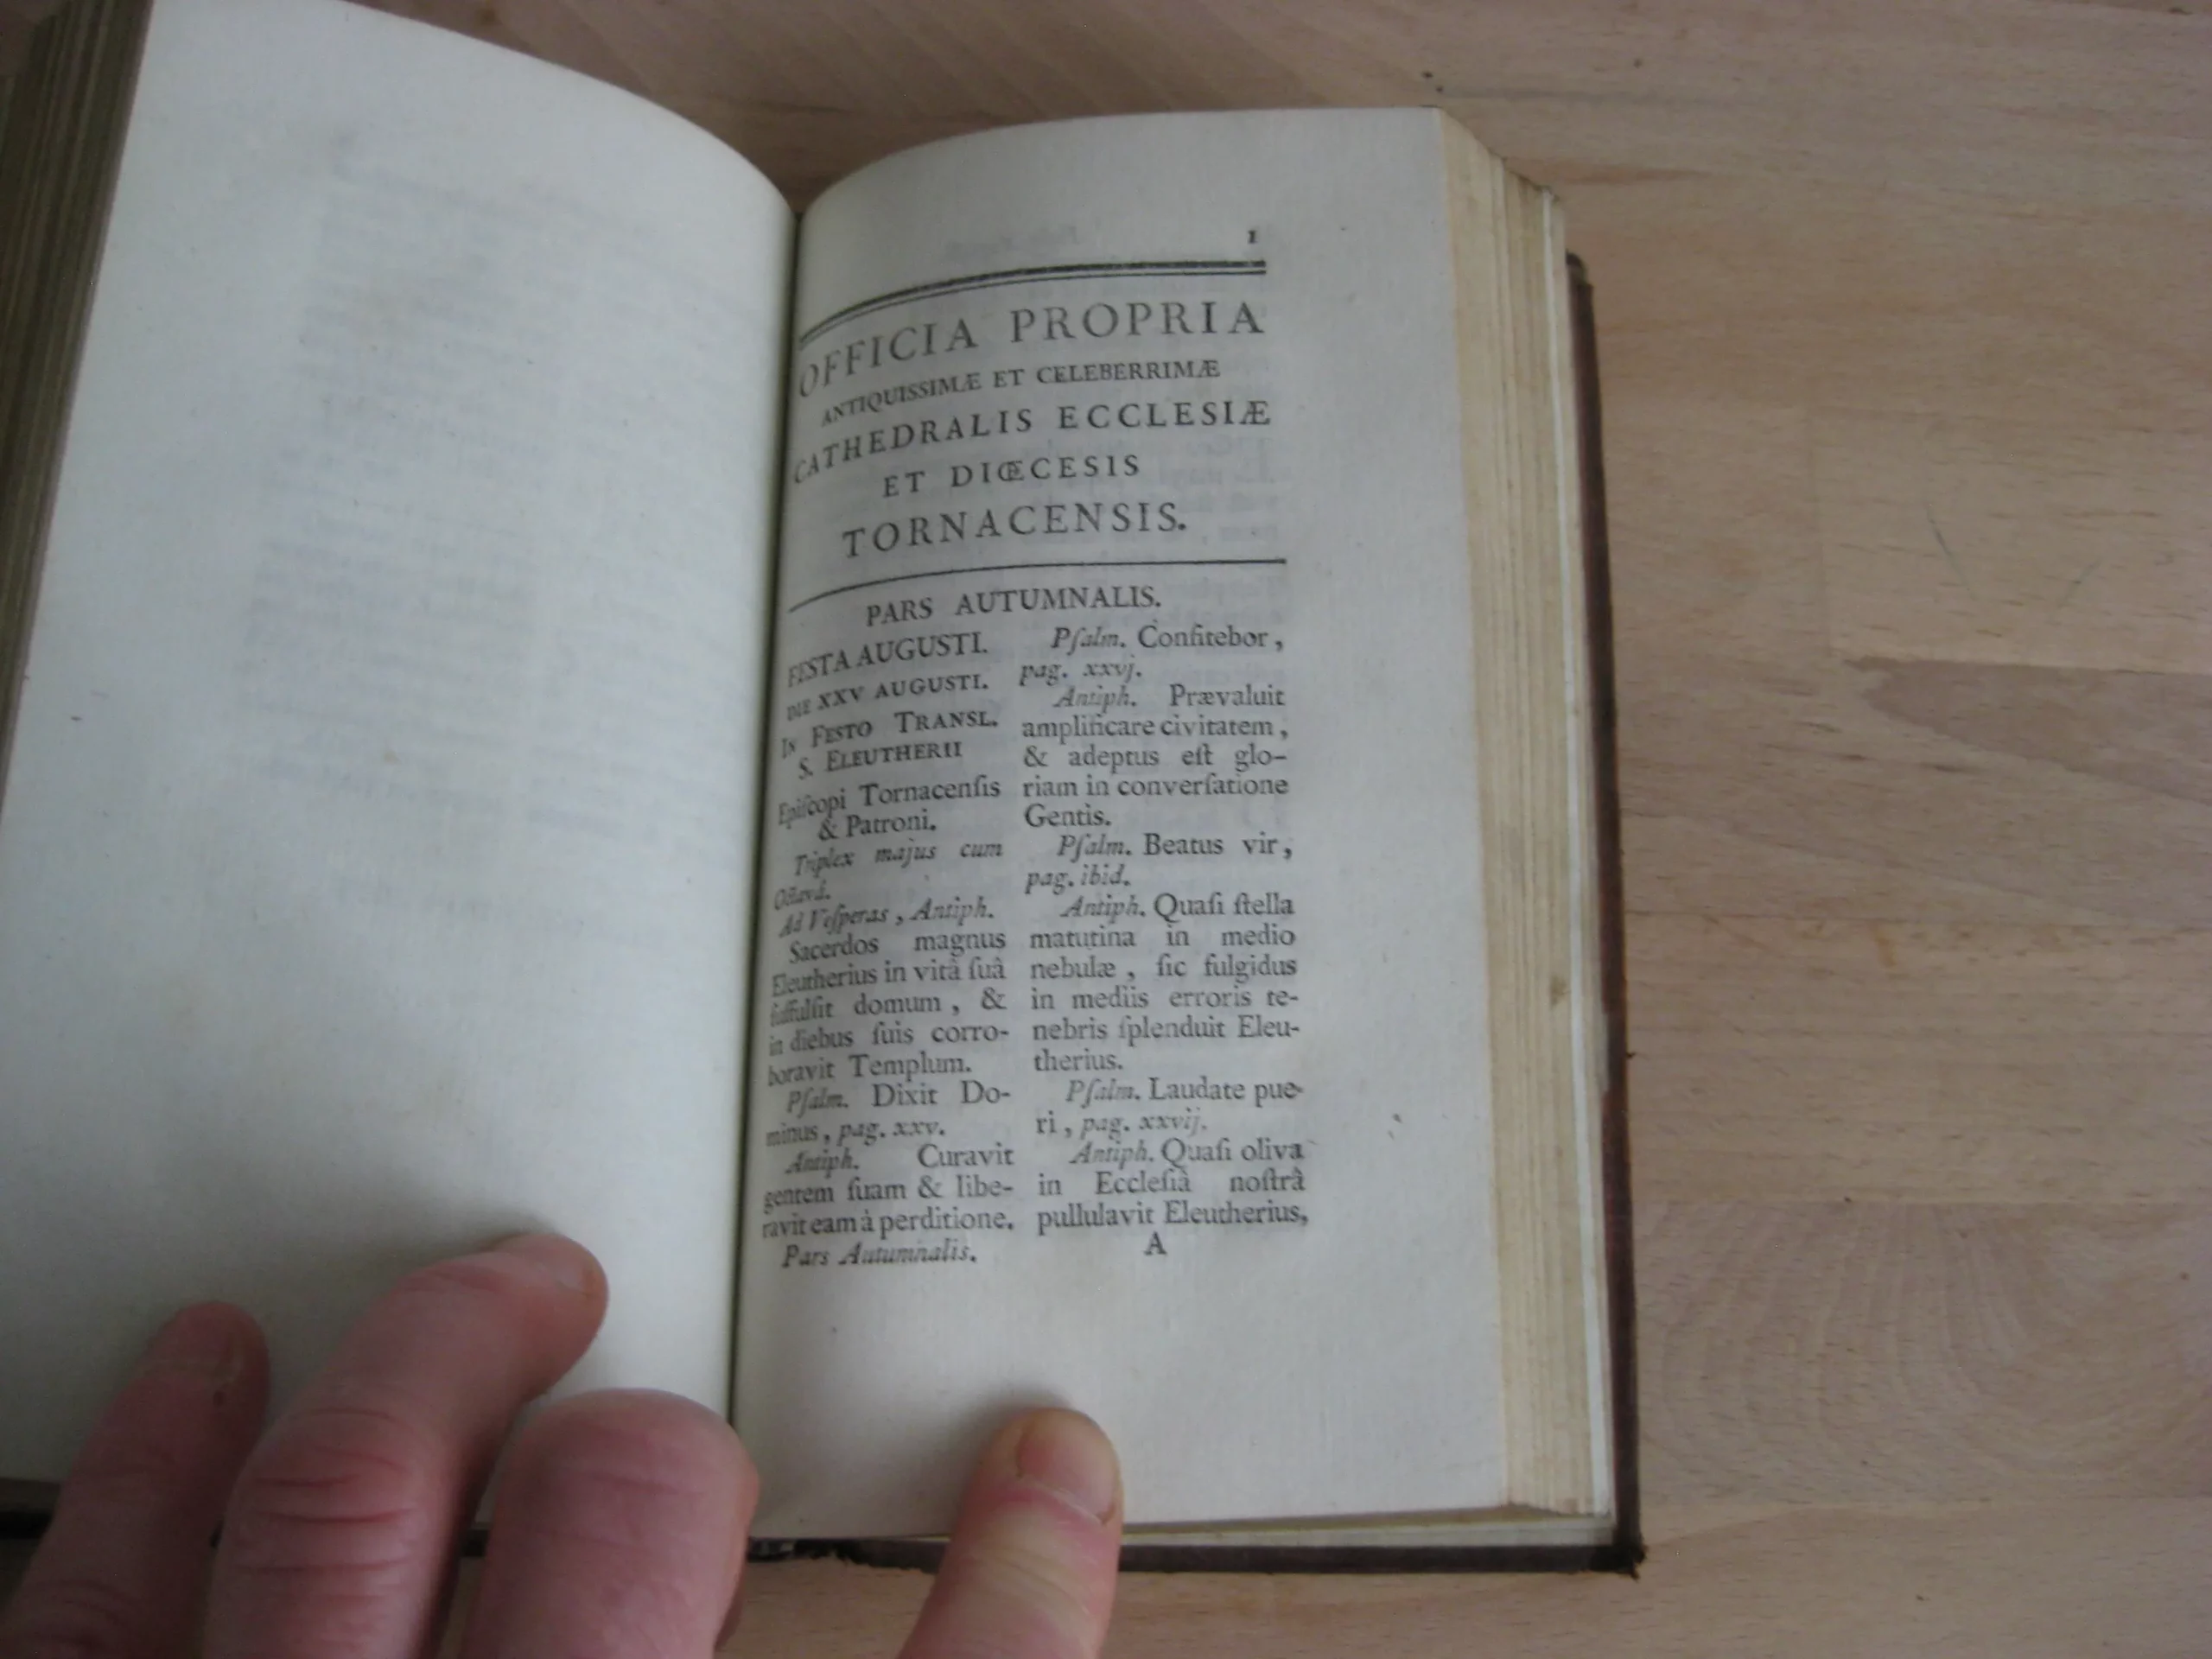 1
OFFICIA PROPRIA
ANTIQUISSIMÆ ET CELEBERRIMÆ
CATHEDRALIS ECCLESIÆ
ET DIŒCESIS
TORNACENSIS.
PARS AUTUMNALIS.
FESTA AUGUSTI.
DIE XXV AUGUSTI.
IN FESTO TRANSL.
S. ELEUTHERII
Epiſcopi Tornacenſis
& Patroni.
Triplex majus cum
Octavâ.
Ad Veſperas, Antiph.
Sacerdos magnus
Eleutherius in vitâ ſuâ
ſuffulſit domum, &
in diebus ſuis corro-
boravit Templum.
Pſalm. Dixit Do-
minus, pag. xxv.
Antiph. Curavit
gentem ſuam & libe-
ravit eam à perditione.
Pars Autumnalis.
Pſalm. Confitebor,
pag. xxvj.
Antiph. Prævaluit
amplificare civitatem,
& adeptus eſt glo-
riam in converſatione
Gentis.
Pſalm. Beatus vir,
pag. ibid.
Antiph. Quaſi ſtella
matutina in medio
nebulæ, ſic fulgidus
in mediis erroris te-
nebris ſplenduit Eleu-
therius.
Pſalm. Laudate pue-
ri, pag. xxvij.
Antiph. Quaſi oliva
in Eccleſiâ noſtrâ
pullulavit Eleutherius,
A